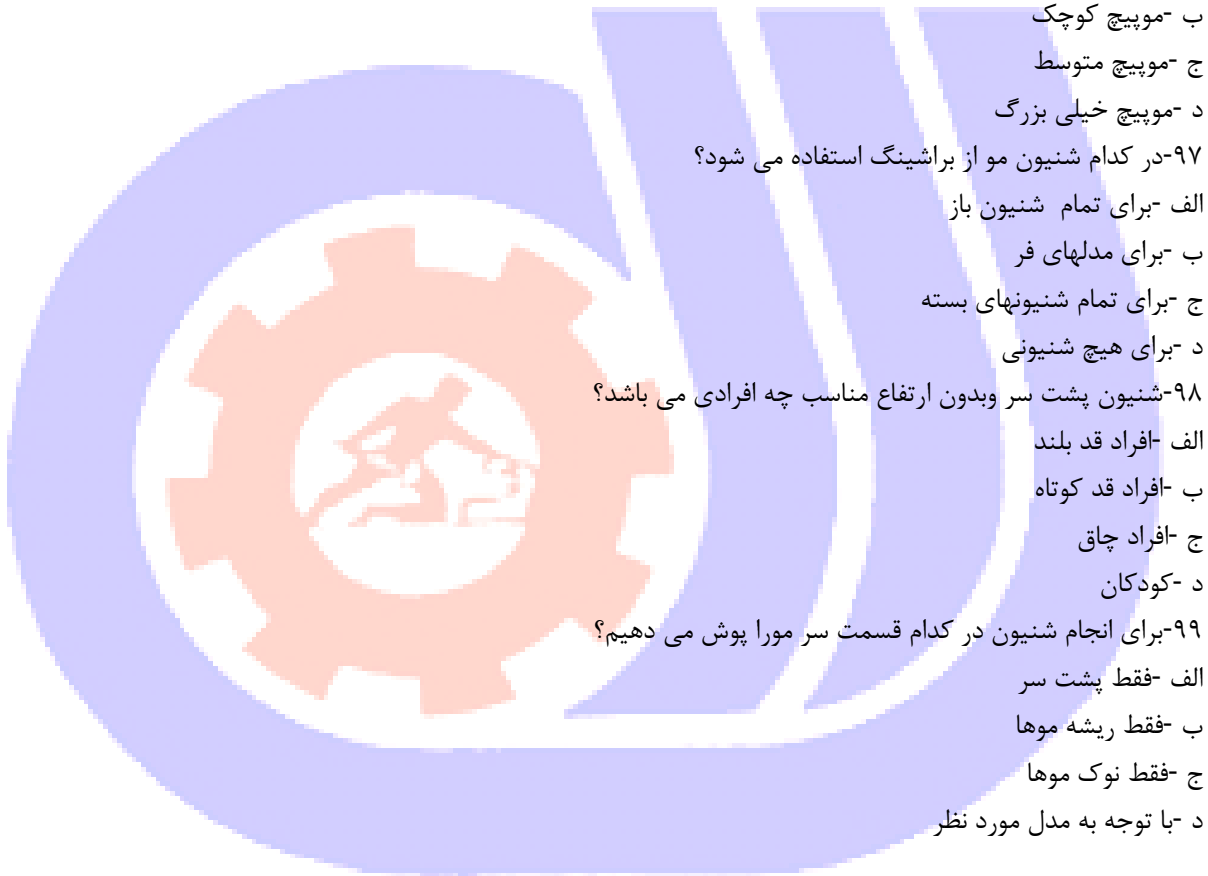 ب -موپیچ کوچک
ج -موپیچ متوسط
د -موپیچ خیلی بزرگ
۹۷-در کدام شنیون مو از براشینگ استفاده می شود؟
الف -برای تمام شنیون باز
ب -برای مدلهای فر
ج -برای تمام شنیونهای بسته
د -برای هیچ شنیونی
۹۸-شنیون پشت سر وبدون ارتفاع مناسب چه افرادی می باشد؟
الف -افراد قد بلند
ب -افراد قد کوتاه
ج -افراد چاق
د -کودکان
۹۹-برای انجام شنیون در کدام قسمت سر مورا پوش می دهیم؟
الف -فقط پشت سر
ب -فقط ریشه موها
ج -فقط نوک موها
د -با توجه به مدل مورد نظر